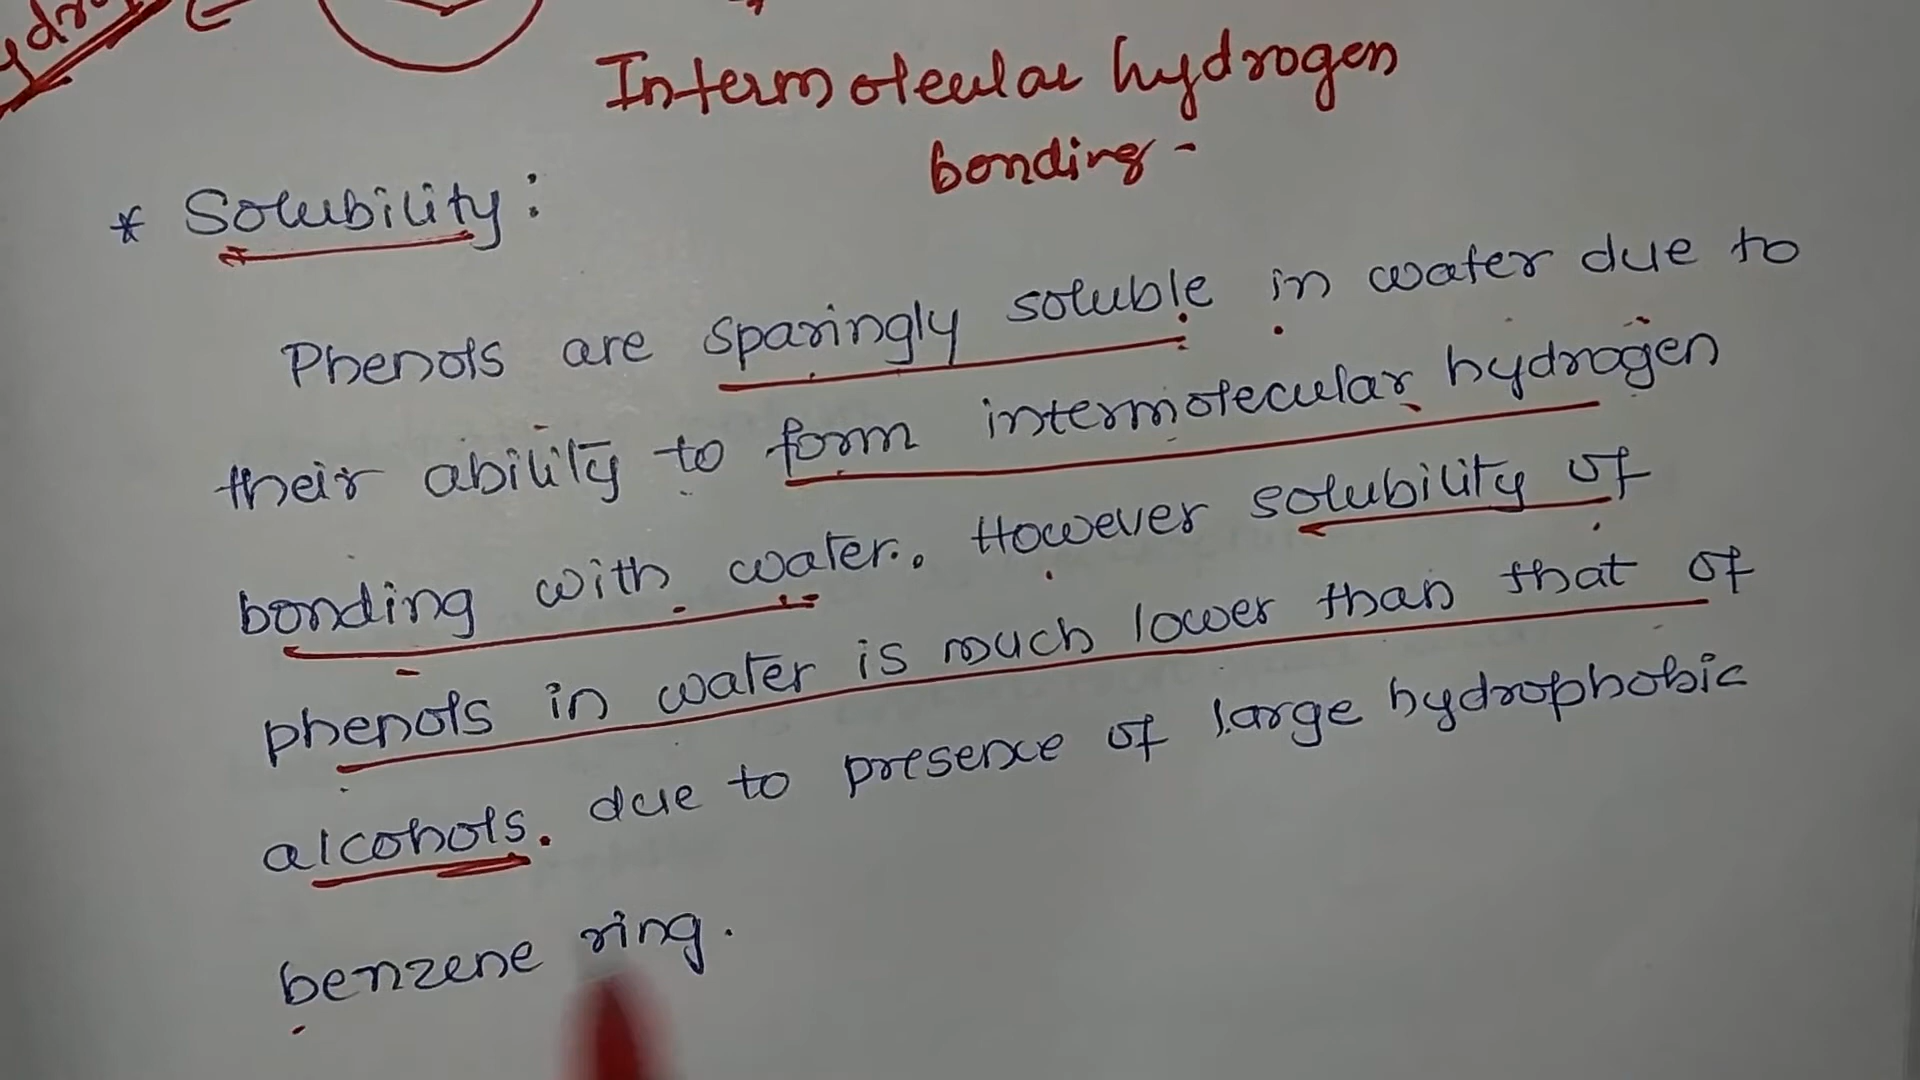 Intermolecular hydrogen
bonding -
* Solubility :
Phenols are sparingly soluble in water due to
their ability to form intermolecular hydrogen
bonding with water. However solubility of
phenols in water is much lower than that of
alcohols. due to presence of large hydrophobic
benzene ring.